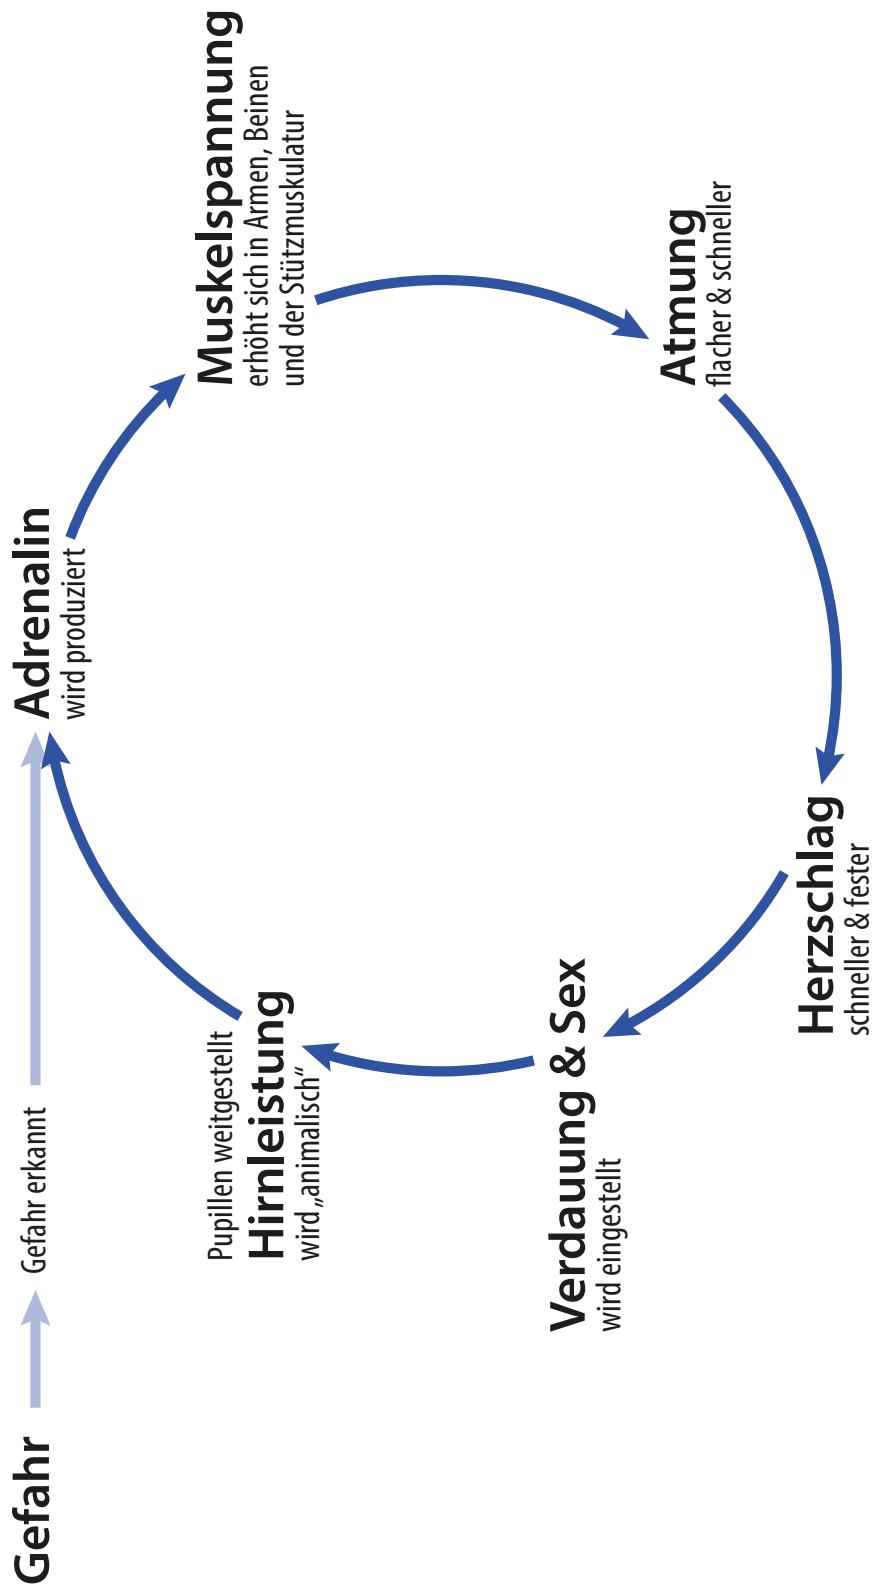 Gefahr
Gefahr erkannt
Adrenalin
wird produziert
Muskelspannung
erhöht sich in Armen, Beinen
und der Stützmuskulatur
Atmung
flacher & schneller
Herzschlag
schneller & fester
Verdauung & Sex
wird eingestellt
Pupillen weitgestellt
Hirnleistung
wird „animalisch“